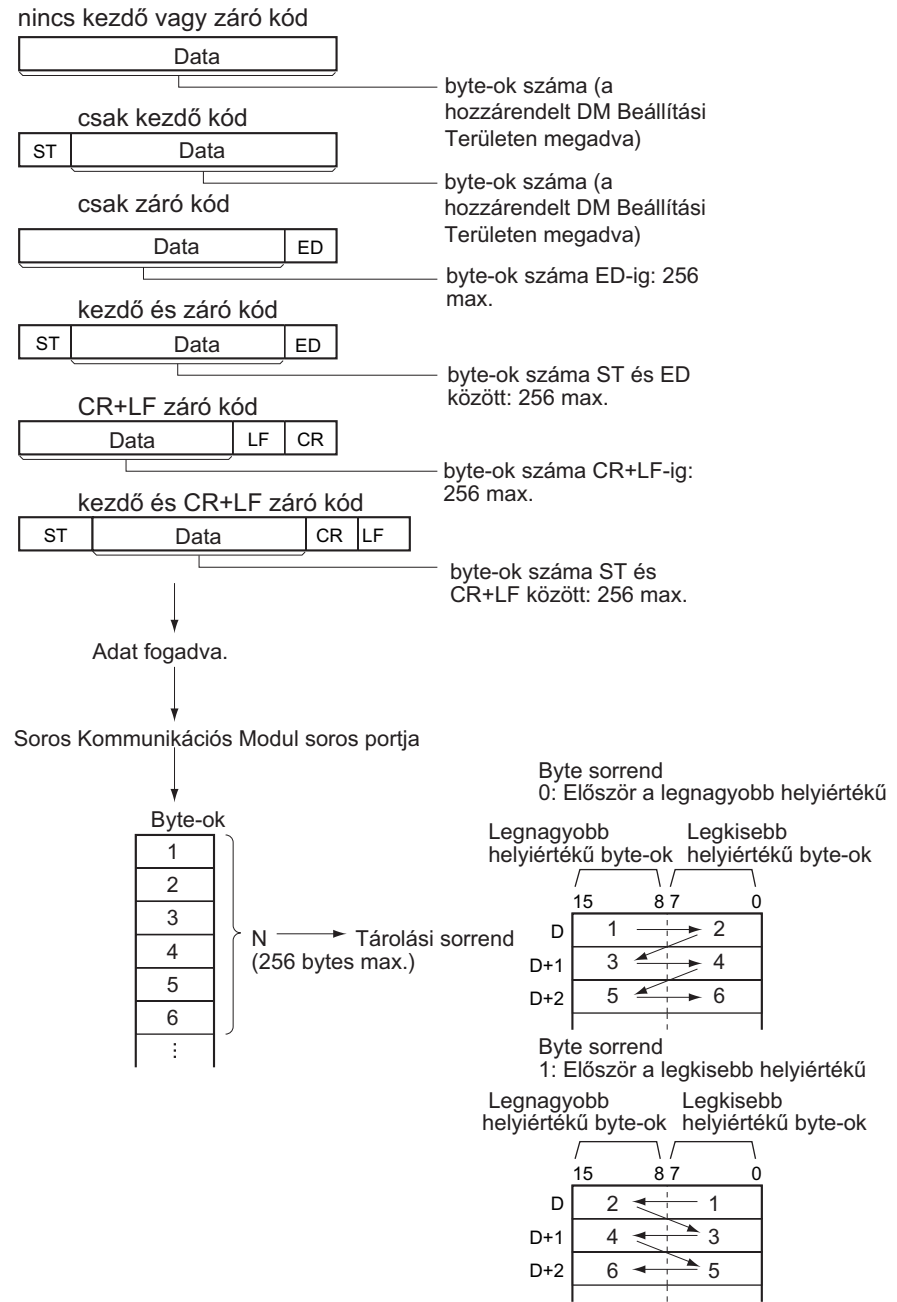 nincs kezdő vagy záró kód
Data
byte-ok száma (a
hozzárendelt DM Beállítási
Területen megadva)
csak kezdő kód
ST Data
byte-ok száma (a
hozzárendelt DM Beállítási
Területen megadva)
csak záró kód
Data ED
byte-ok száma ED-ig: 256
max.
kezdő és záró kód
ST Data ED
byte-ok száma ST és ED
között: 256 max.
CR+LF záró kód
Data LF CR
byte-ok száma CR+LF-ig:
256 max.
kezdő és CR+LF záró kód
ST Data CR LF
byte-ok száma ST és
CR+LF között: 256 max.
Adat fogadva.
Soros Kommunikációs Modul soros portja
Byte-ok
1
2
3
4
5
6
⋮
N
(256 bytes max.)
Tárolási sorrend
Byte sorrend
0: Először a legnagyobb helyiértékű
Legnagyobb
helyiértékű byte-ok
Legkisebb
helyiértékű byte-ok
15 8 7 0
D 1 2
D+1 3 4
D+2 5 6
Byte sorrend
1: Először a legkisebb helyiértékű
Legnagyobb
helyiértékű byte-ok
Legkisebb
helyiértékű byte-ok
15 8 7 0
D 2 1
D+1 4 3
D+2 6 5